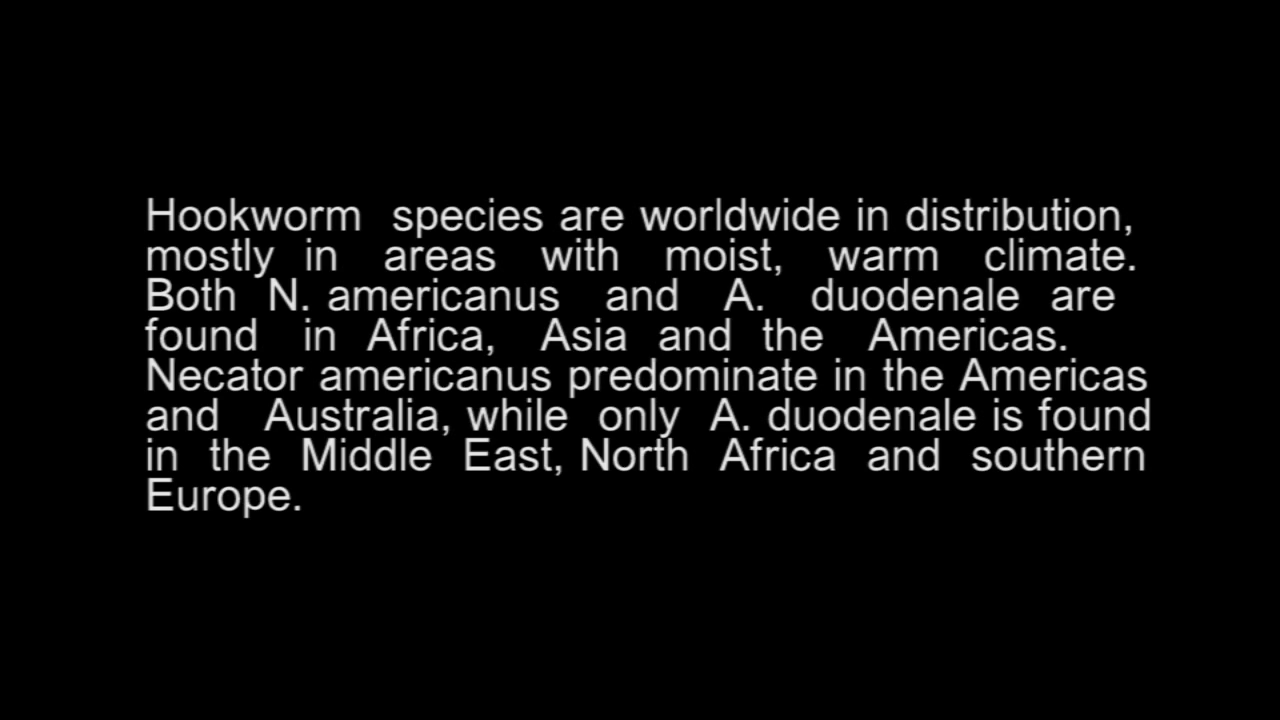 Hookworm species are worldwide in distribution,
mostly in areas with moist, warm climate.
Both N. americanus and A. duodenale are
found in Africa, Asia and the Americas.
Necator americanus predominate in the Americas
and Australia, while only A. duodenale is found
in the Middle East, North Africa and southern
Europe.